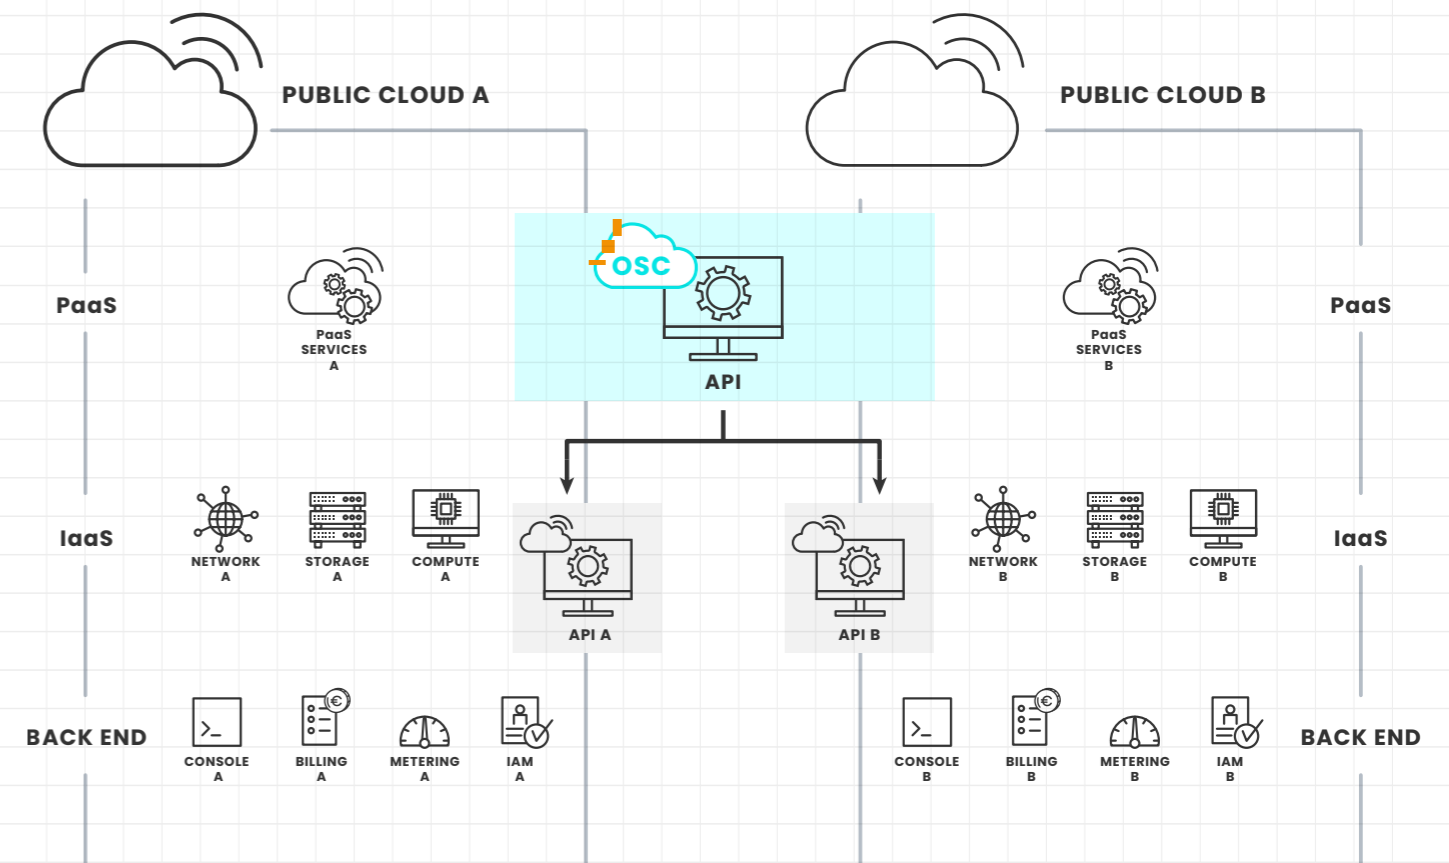 PUBLIC CLOUD A
PUBLIC CLOUD B
OSC
API
PaaS
PaaS
SERVICES
A
PaaS
SERVICES
B
PaaS
IaaS
NETWORK
A
STORAGE
A
COMPUTE
A
API A
API B
NETWORK
B
STORAGE
B
COMPUTE
B
IaaS
BACK END
CONSOLE
A
€
BILLING
A
METERING
A
IAM
A
CONSOLE
B
€
BILLING
B
METERING
B
IAM
B
BACK END